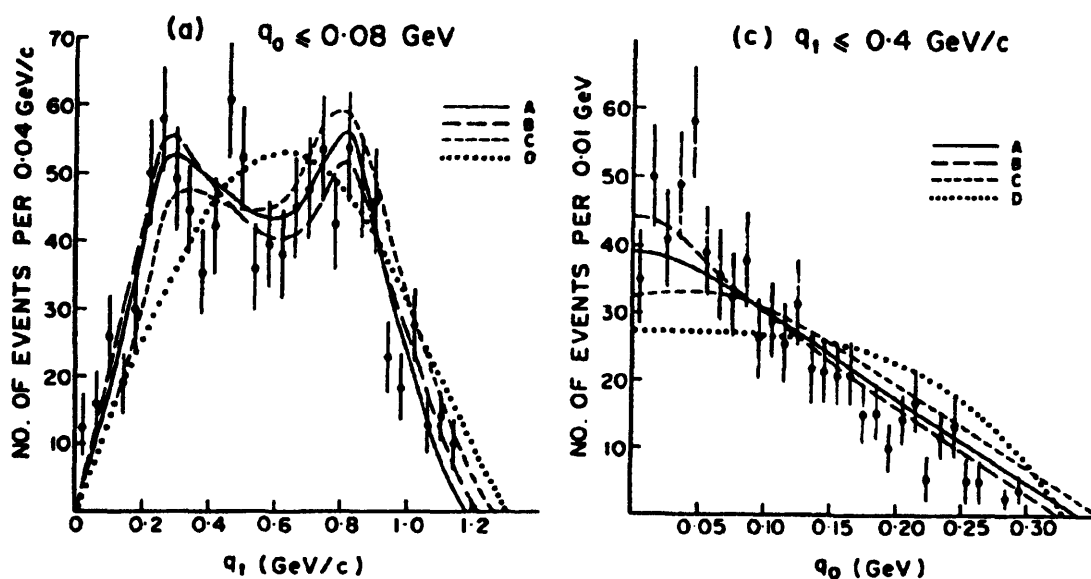 (a) q₀ ≤ 0·08 GeV
NO. OF EVENTS PER 0·04 GeV/c
70
60
50
40
30
20
10
A
B
C
D
0 0·2 0·4 0·6 0·8 1·0 1·2
qₜ (GeV/c)
(c) qₜ ≤ 0·4 GeV/c
NO. OF EVENTS PER 0·01 GeV
60
50
40
30
20
10
A
B
C
D
0·05 0·10 0·15 0·20 0·25 0·30
q₀ (GeV)